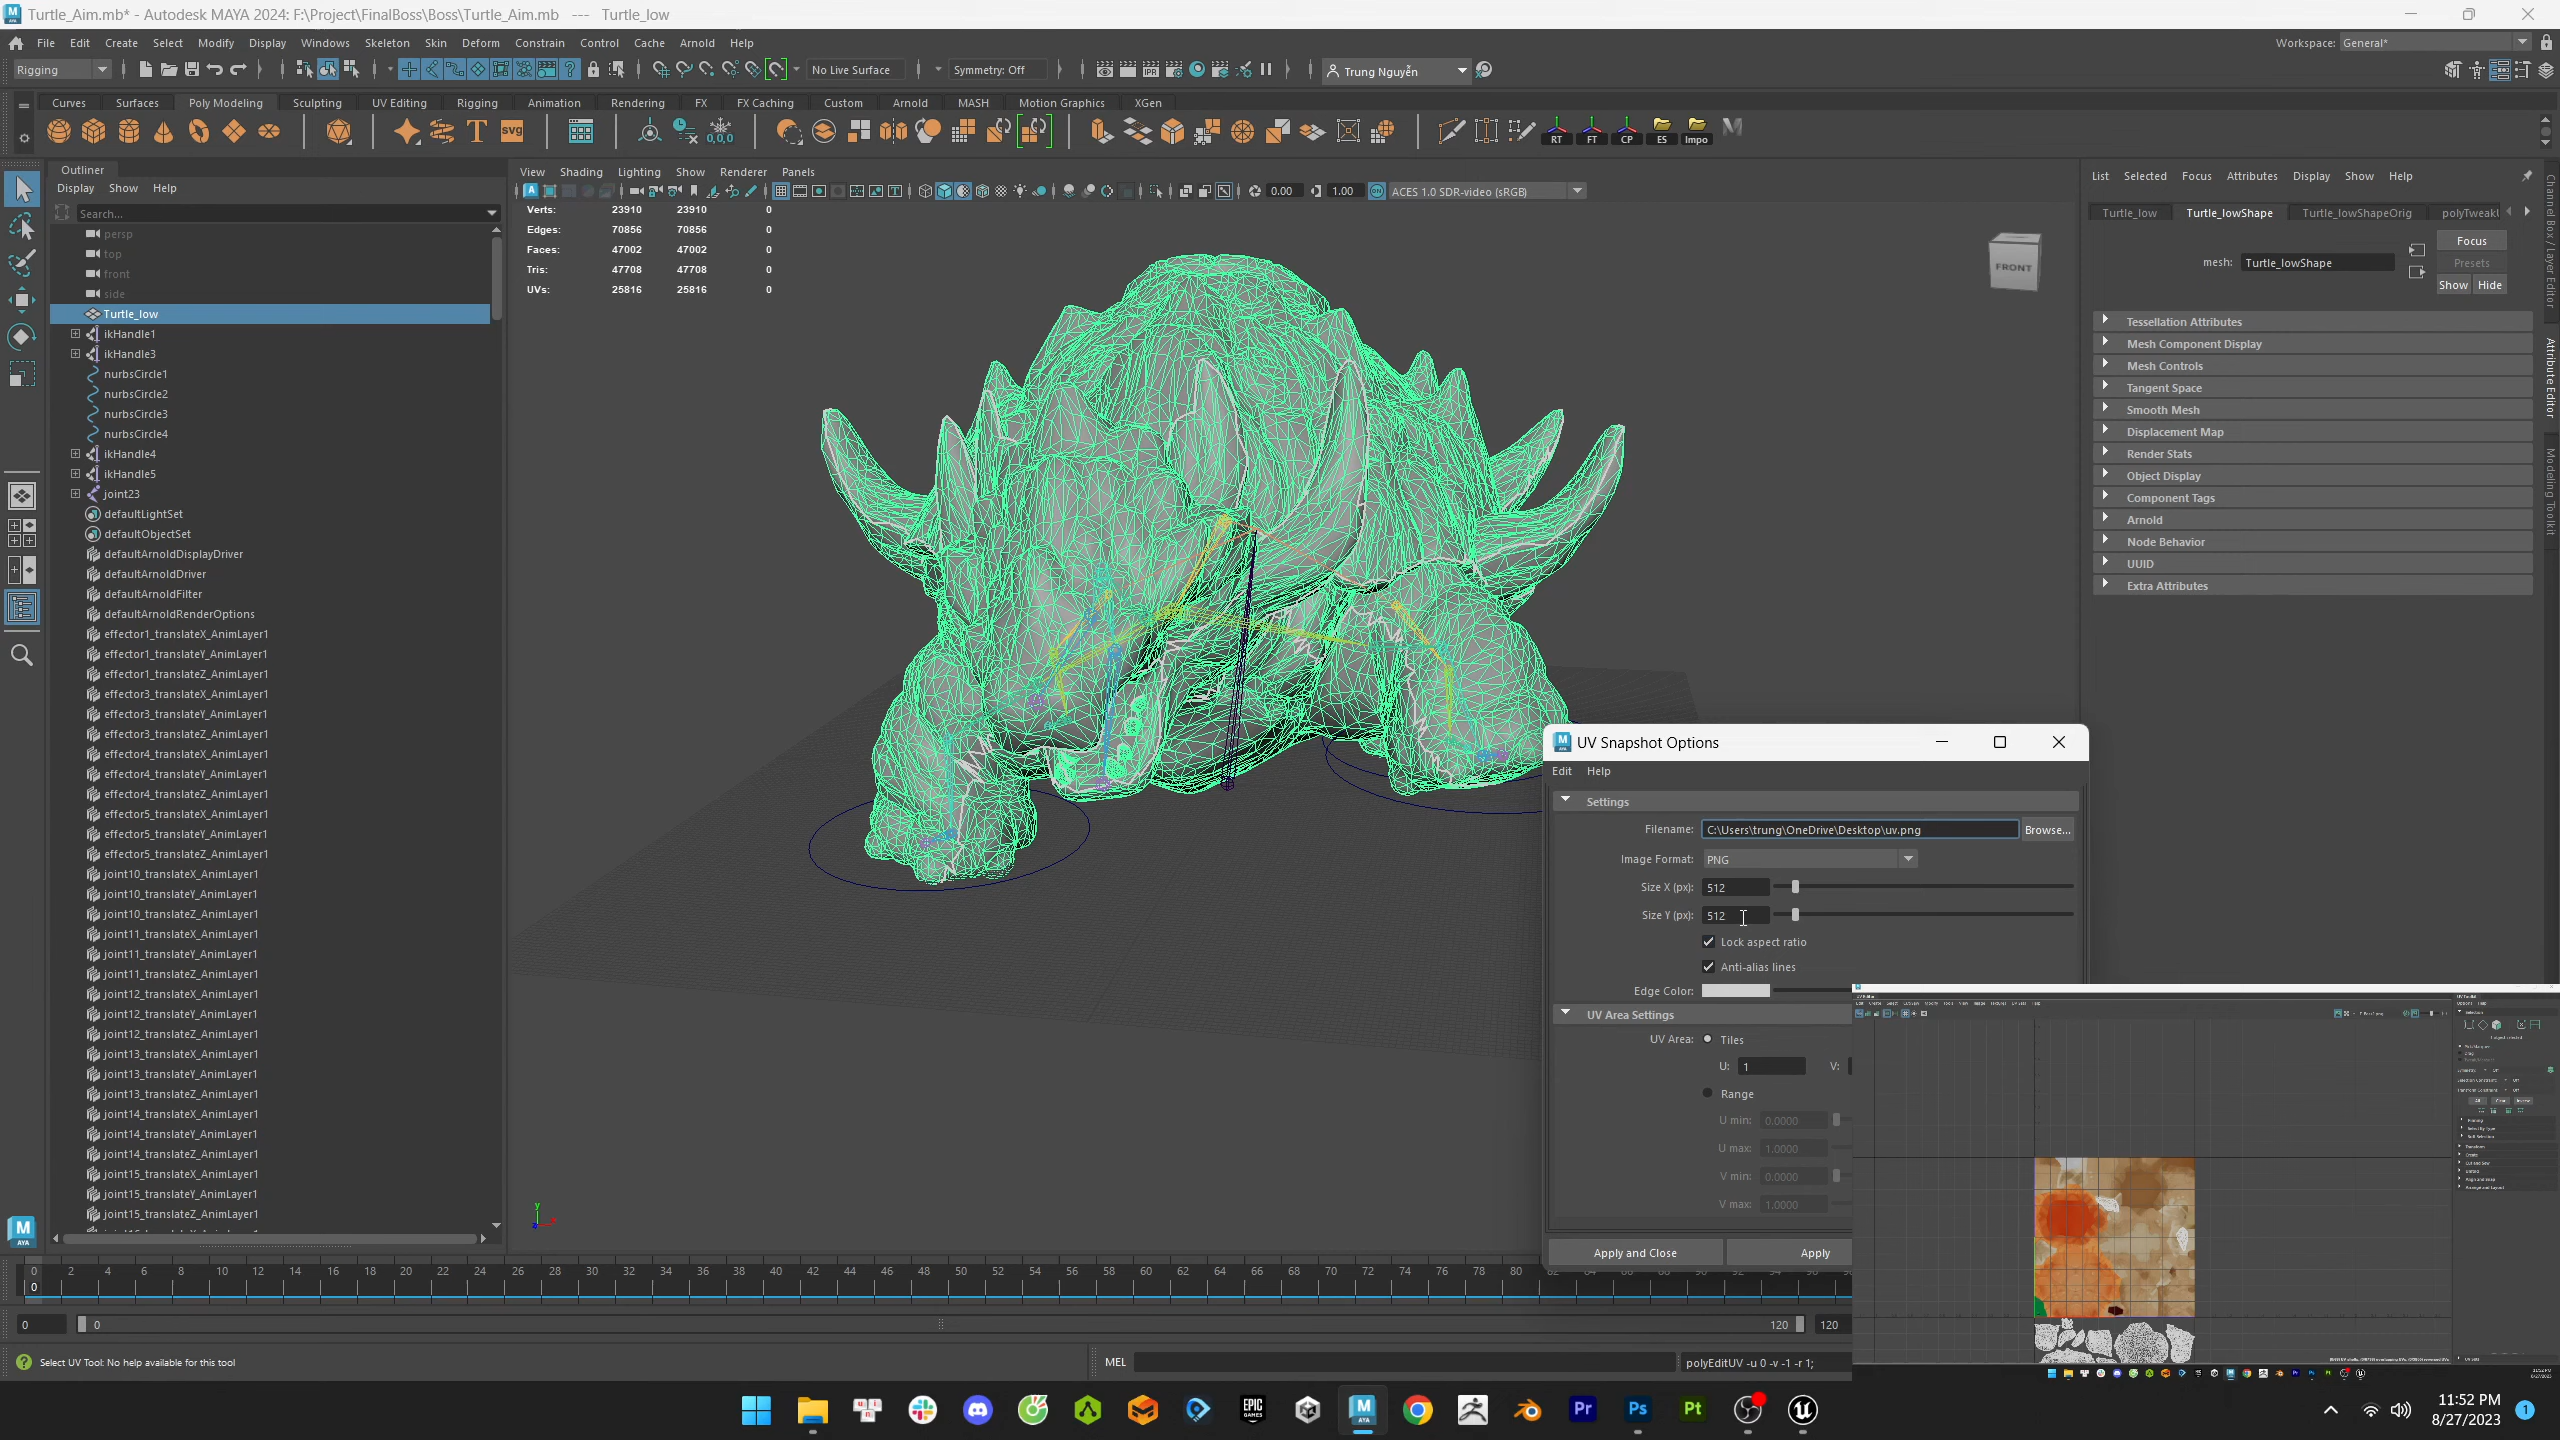 Turtle_Aim.mb* - Autodesk MAYA 2024: F:\Project\FinalBoss\Boss\Turtle_Aim.mb --- Turtle_low
File Edit Create Select Modify Display Windows Skeleton Skin Deform Constrain Control Cache Arnold Help
Workspace: General*
Rigging
No Live Surface
Symmetry: Off
Trung Nguyễn
Curves Surfaces Poly Modeling Sculpting UV Editing Rigging Animation Rendering FX FX Caching Custom Arnold MASH Motion Graphics XGen
RT FT CP ES Impo
Outliner
Display Show Help
Search...
persp
top
front
side
Turtle_low
ikHandle1
ikHandle3
nurbsCircle1
nurbsCircle2
nurbsCircle3
nurbsCircle4
ikHandle4
ikHandle5
joint23
defaultLightSet
defaultObjectSet
defaultArnoldDisplayDriver
defaultArnoldDriver
defaultArnoldFilter
defaultArnoldRenderOptions
effector1_translateX_AnimLayer1
effector1_translateY_AnimLayer1
effector1_translateZ_AnimLayer1
effector3_translateX_AnimLayer1
effector3_translateY_AnimLayer1
effector3_translateZ_AnimLayer1
effector4_translateX_AnimLayer1
effector4_translateY_AnimLayer1
effector4_translateZ_AnimLayer1
effector5_translateX_AnimLayer1
effector5_translateY_AnimLayer1
effector5_translateZ_AnimLayer1
joint10_translateX_AnimLayer1
joint10_translateY_AnimLayer1
joint10_translateZ_AnimLayer1
joint11_translateX_AnimLayer1
joint11_translateY_AnimLayer1
joint11_translateZ_AnimLayer1
joint12_translateX_AnimLayer1
joint12_translateY_AnimLayer1
joint12_translateZ_AnimLayer1
joint13_translateX_AnimLayer1
joint13_translateY_AnimLayer1
joint13_translateZ_AnimLayer1
joint14_translateX_AnimLayer1
joint14_translateY_AnimLayer1
joint14_translateZ_AnimLayer1
joint15_translateX_AnimLayer1
joint15_translateY_AnimLayer1
joint15_translateZ_AnimLayer1
View Shading Lighting Show Renderer Panels
0.00 1.00 ACES 1.0 SDR-video (sRGB)
Verts: 23910 23910 0
Edges: 70856 70856 0
Faces: 47002 47002 0
Tris: 47708 47708 0
UVs: 25816 25816 0
FRONT
List Selected Focus Attributes Display Show Help
Turtle_low Turtle_lowShape Turtle_lowShapeOrig polyTweakU
Focus
mesh: Turtle_lowShape
Presets
Show Hide
Tessellation Attributes
Mesh Component Display
Mesh Controls
Tangent Space
Smooth Mesh
Displacement Map
Render Stats
Object Display
Component Tags
Arnold
Node Behavior
UUID
Extra Attributes
Channel Box / Layer Editor
Attribute Editor
Modeling Toolkit
UV Snapshot Options
Edit Help
Settings
Filename: C:\Users\trung\OneDrive\Desktop\uv.png Browse...
Image Format: PNG
Size X (px): 512
Size Y (px): 512
Lock aspect ratio
Anti-alias lines
Edge Color:
UV Area Settings
UV Area: Tiles
U: 1 V:
Range
U min: 0.0000
U max: 1.0000
V min: 0.0000
V max: 1.0000
Apply and Close Apply
0 2 4 6 8 10 12 14 16 18 20 22 24 26 28 30 32 34 36 38 40 42 44 46 48 50 52 54 56 58 60 62 64 66 68 70 72 74 76 78 80
0
0 0 120 120
Select UV Tool: No help available for this tool
MEL
polyEditUV -u 0 -v -1 -r 1;
11:52 PM
8/27/2023
1